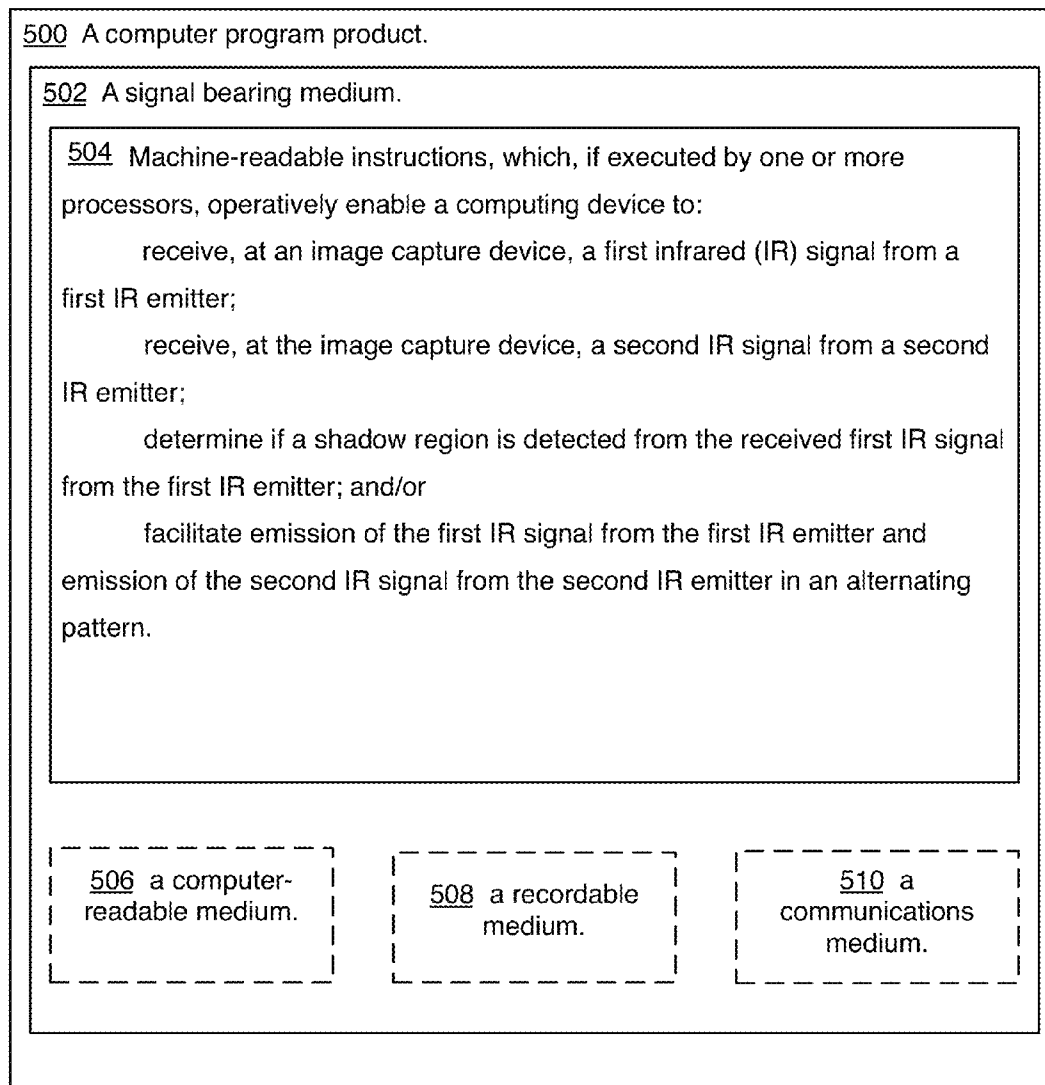 500 A computer program product.
502 A signal bearing medium.
504 Machine-readable instructions, which, if executed by one or more
processors, operatively enable a computing device to:
receive, at an image capture device, a first infrared (IR) signal from a
first IR emitter;
receive, at the image capture device, a second IR signal from a second
IR emitter;
determine if a shadow region is detected from the received first IR signal
from the first IR emitter; and/or
facilitate emission of the first IR signal from the first IR emitter and
emission of the second IR signal from the second IR emitter in an alternating
pattern.
506 a computer-
readable medium.
508 a recordable
medium.
510 a
communications
medium.